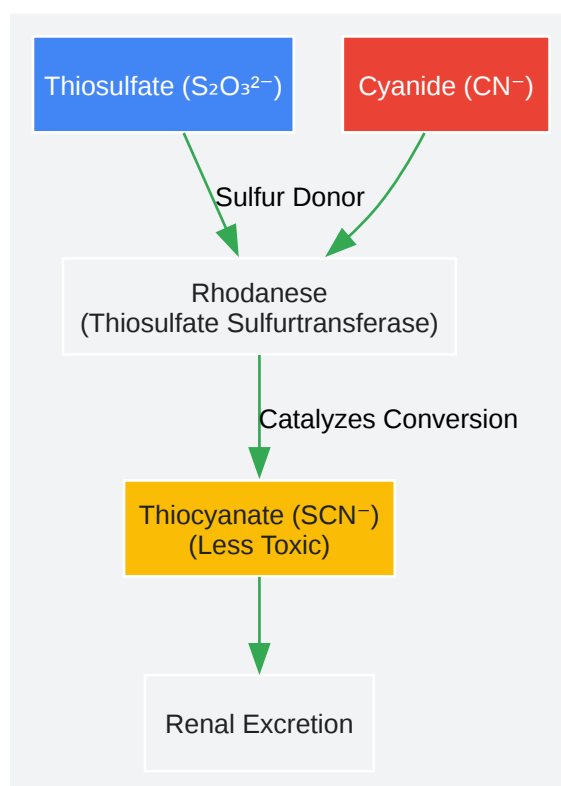 Thiosulfate (S₂O₃²⁻)
Cyanide (CN⁻)
Sulfur Donor
Rhodanese
(Thiosulfate Sulfurtransferase)
Catalyzes Conversion
Thiocyanate (SCN⁻)
(Less Toxic)
Renal Excretion